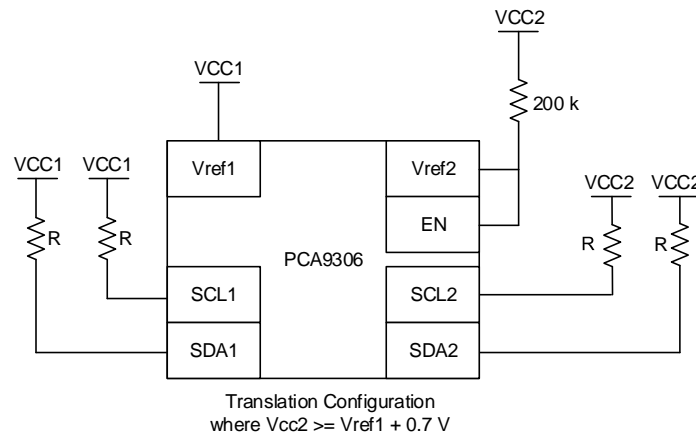 VCC2
VCC1
200 k
VCC1
VCC1
Vref1
Vref2
VCC2
VCC2
EN
R
R
R
R
PCA9306
SCL1
SCL2
SDA1
SDA2
Translation Configuration
where Vcc2 >= Vref1 + 0.7 V